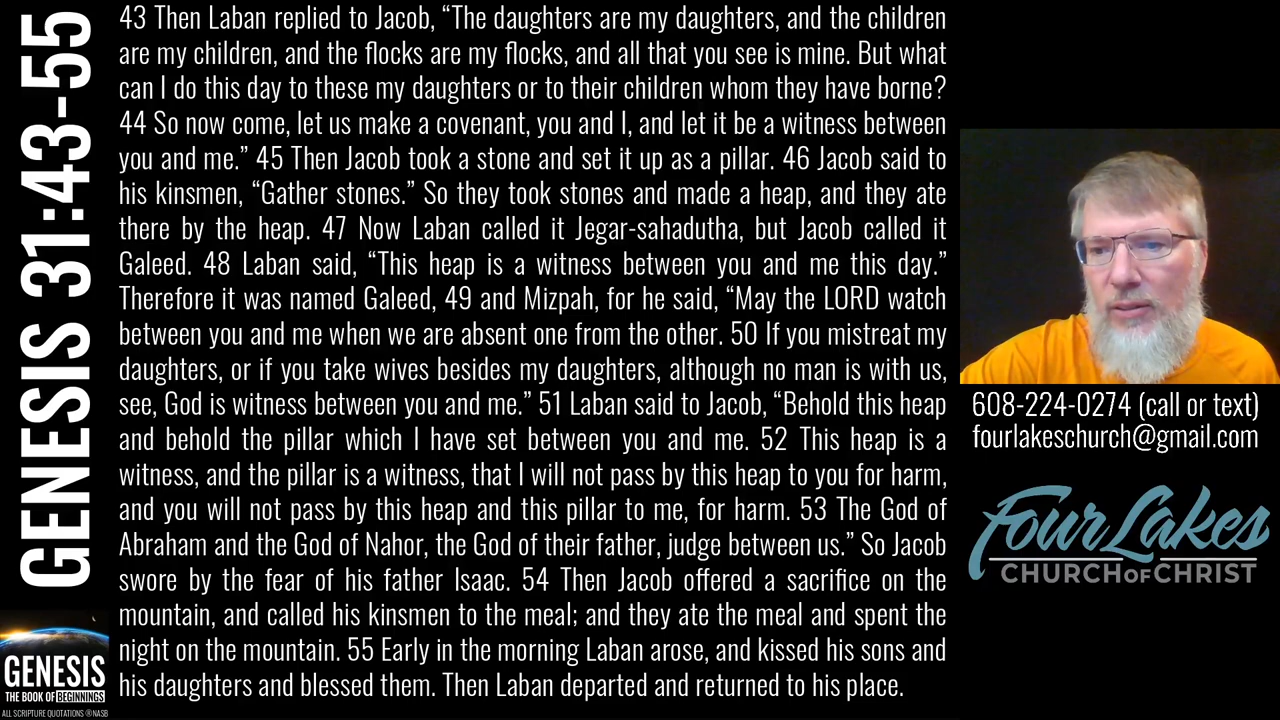 GENESIS 31:43-55
43 Then Laban replied to Jacob, “The daughters are my daughters, and the children
are my children, and the flocks are my flocks, and all that you see is mine. But what
can I do this day to these my daughters or to their children whom they have borne?
44 So now come, let us make a covenant, you and I, and let it be a witness between
you and me.” 45 Then Jacob took a stone and set it up as a pillar. 46 Jacob said to
his kinsmen, “Gather stones.” So they took stones and made a heap, and they ate
there by the heap. 47 Now Laban called it Jegar-sahadutha, but Jacob called it
Galeed. 48 Laban said, “This heap is a witness between you and me this day.”
Therefore it was named Galeed, 49 and Mizpah, for he said, “May the LORD watch
between you and me when we are absent one from the other. 50 If you mistreat my
daughters, or if you take wives besides my daughters, although no man is with us,
see, God is witness between you and me.” 51 Laban said to Jacob, “Behold this heap
and behold the pillar which I have set between you and me. 52 This heap is a
witness, and the pillar is a witness, that I will not pass by this heap to you for harm,
and you will not pass by this heap and this pillar to me, for harm. 53 The God of
Abraham and the God of Nahor, the God of their father, judge between us.” So Jacob
swore by the fear of his father Isaac. 54 Then Jacob offered a sacrifice on the
mountain, and called his kinsmen to the meal; and they ate the meal and spent the
night on the mountain. 55 Early in the morning Laban arose, and kissed his sons and
his daughters and blessed them. Then Laban departed and returned to his place.
608-224-0274 (call or text)
fourlakeschurch@gmail.com
Four Lakes
CHURCH OF CHRIST
GENESIS
THE BOOK OF BEGINNINGS
ALL SCRIPTURE QUOTATIONS ®NASB